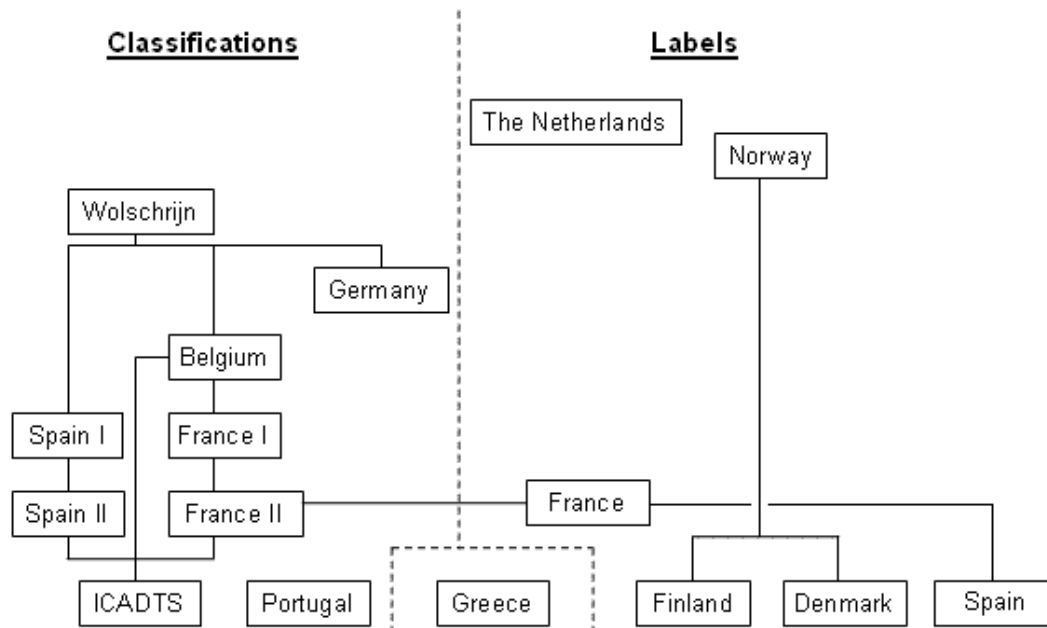 Classifications
Labels
The Netherlands
Norway
Wolschrijn
Germany
Belgium
Spain I
France I
Spain II
France II
France
ICADTS
Portugal
Greece
Finland
Denmark
Spain